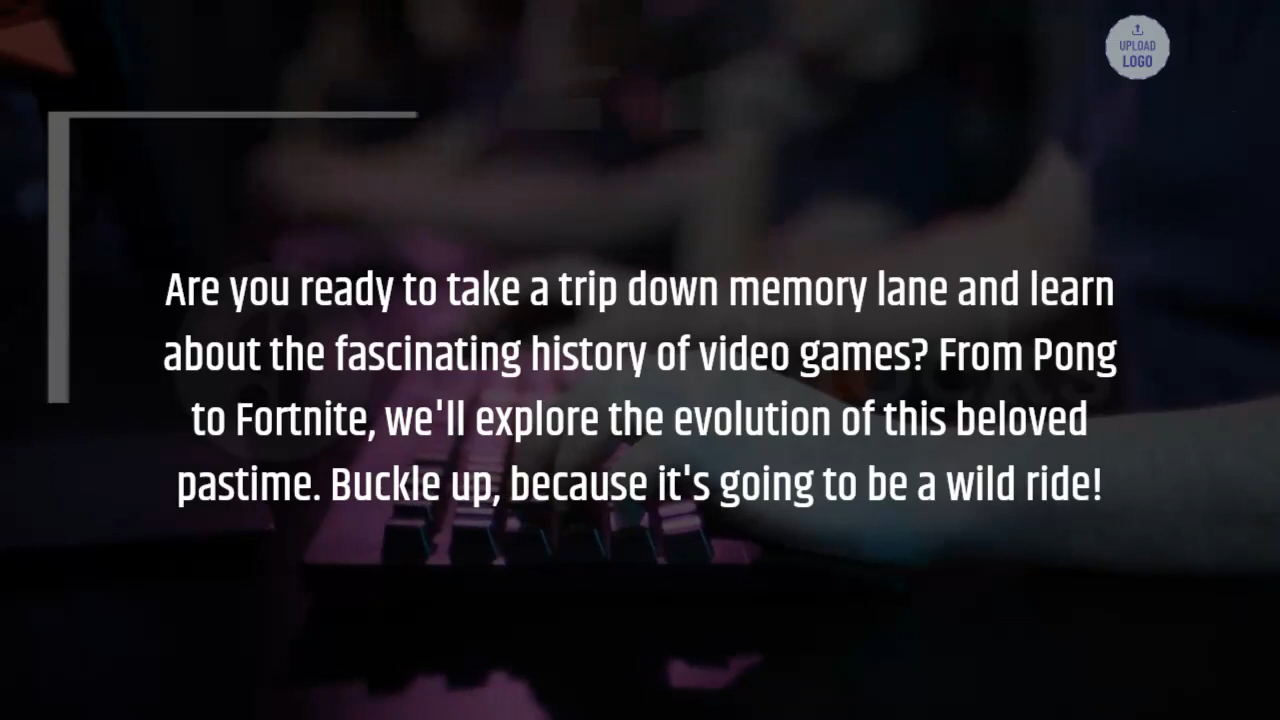 UPLOAD
LOGO
Are you ready to take a trip down memory lane and learn
about the fascinating history of video games? From Pong
to Fortnite, we'll explore the evolution of this beloved
pastime. Buckle up, because it's going to be a wild ride!